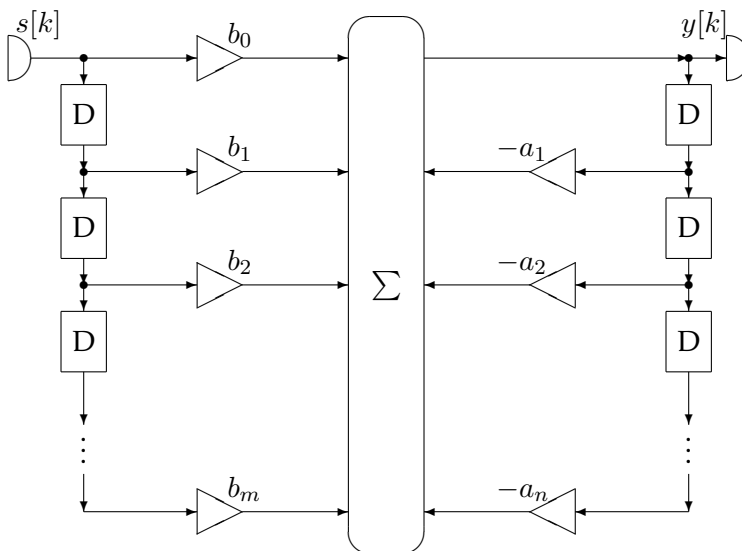 s[k] b₀ y[k]
D D
b₁ −a₁
D D
b₂ −a₂
∑
D D
⋮ ⋮
bₘ −aₙ